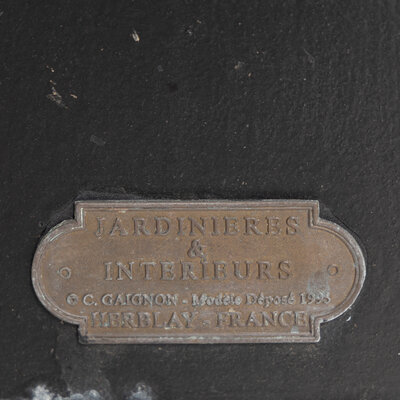 JARDINIERES
&
INTERIEURS
© C. GAIGNON - Modèle Déposé
HERBLAY - FRANCE